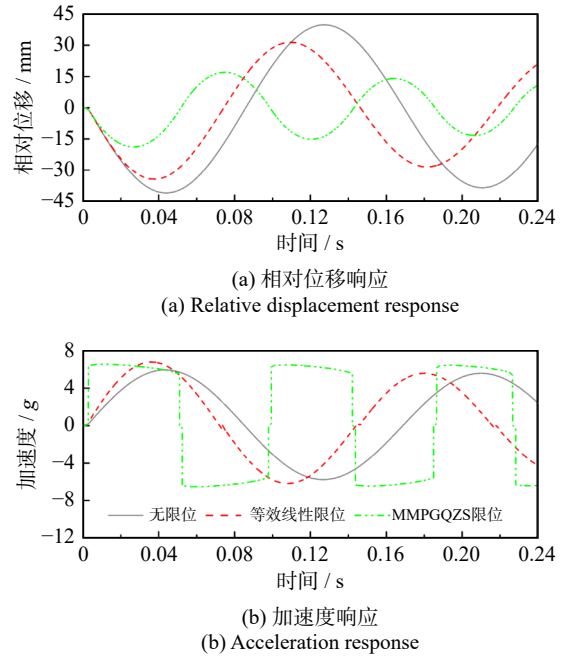 45
30
15
0
−15
−30
−45
相对位移 / mm
0 0.04 0.08 0.12 0.16 0.20 0.24
时间 / s
(a) 相对位移响应
(a) Relative displacement response
8
4
0
−4
−8
−12
加速度 / g
无限位 等效线性限位 MMPGQZS限位
0 0.04 0.08 0.12 0.16 0.20 0.24
时间 / s
(b) 加速度响应
(b) Acceleration response